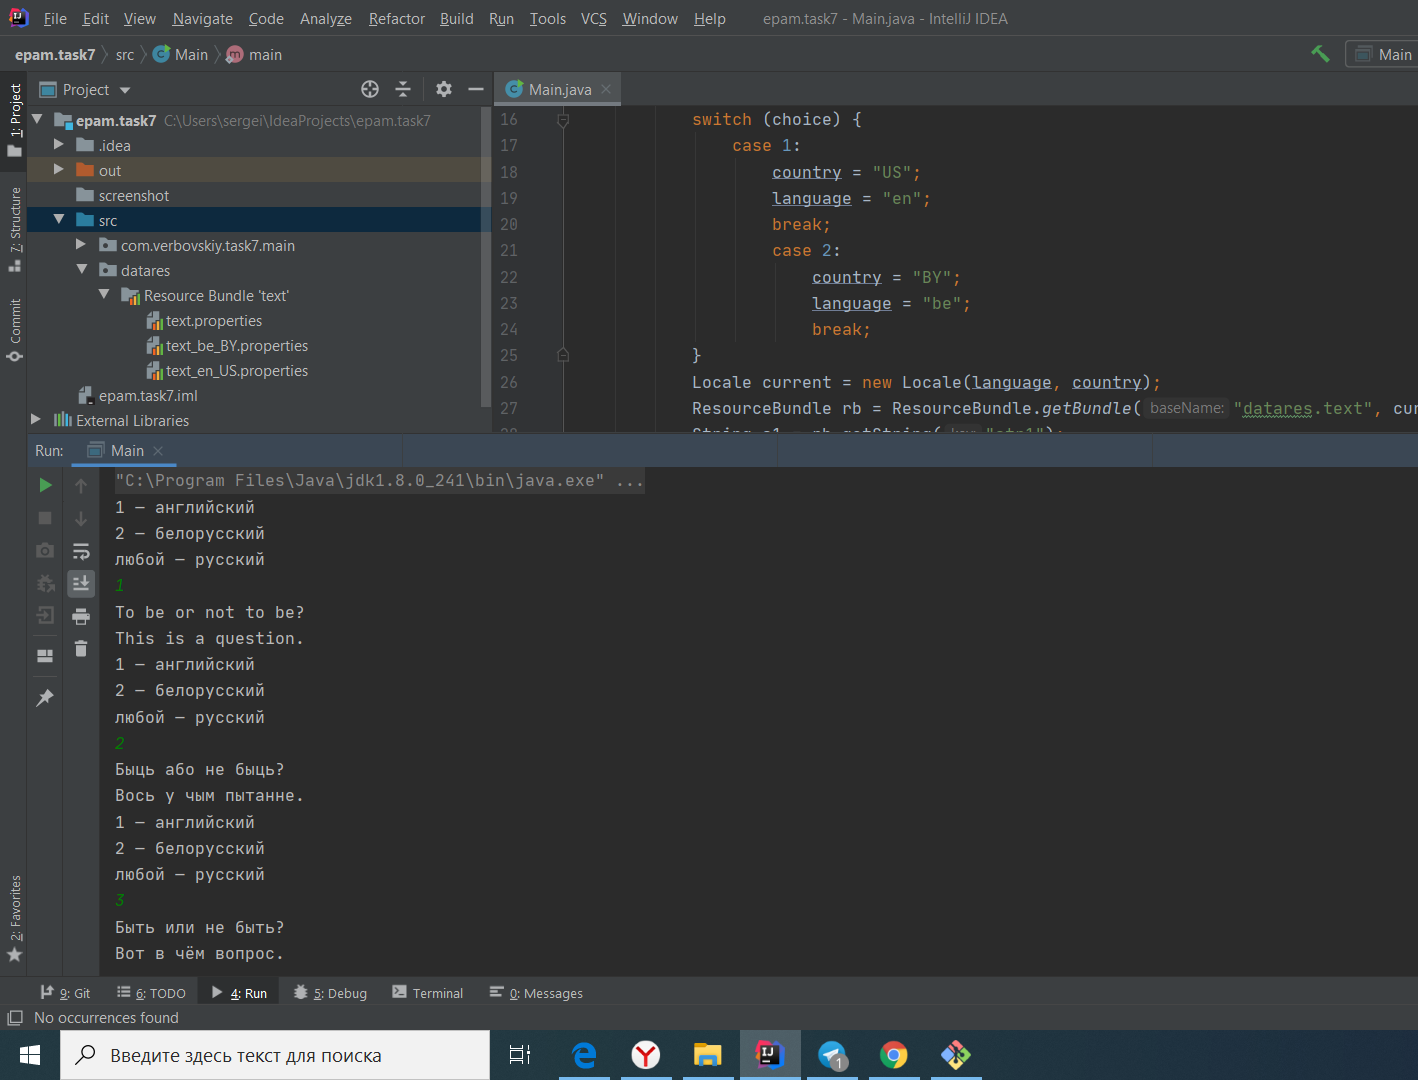 File Edit View Navigate Code Analyze Refactor Build Run Tools VCS Window Help epam.task7 - Main.java - IntelliJ IDEA
epam.task7 src Main main Main
1: Project
7: Structure
Commit
2: Favorites
Project
epam.task7 C:\Users\sergei\IdeaProjects\epam.task7
.idea
out
screenshot
src
com.verbovskiy.task7.main
datares
Resource Bundle 'text'
text.properties
text_be_BY.properties
text_en_US.properties
epam.task7.iml
External Libraries
Main.java
16 switch (choice) {
17 case 1:
18 country = "US";
19 language = "en";
20 break;
21 case 2:
22 country = "BY";
23 language = "be";
24 break;
25 }
26 Locale current = new Locale(language, country);
27 ResourceBundle rb = ResourceBundle.getBundle( baseName: "datares.text", cur
Run: Main
"C:\Program Files\Java\jdk1.8.0_241\bin\java.exe" ...
1 – английский
2 – белорусский
любой – русский
1
To be or not to be?
This is a question.
1 – английский
2 – белорусский
любой – русский
2
Быць або не быць?
Вось у чым пытанне.
1 – английский
2 – белорусский
любой – русский
3
Быть или не быть?
Вот в чём вопрос.
9: Git 6: TODO 4: Run 5: Debug Terminal 0: Messages
No occurrences found
Введите здесь текст для поиска
1